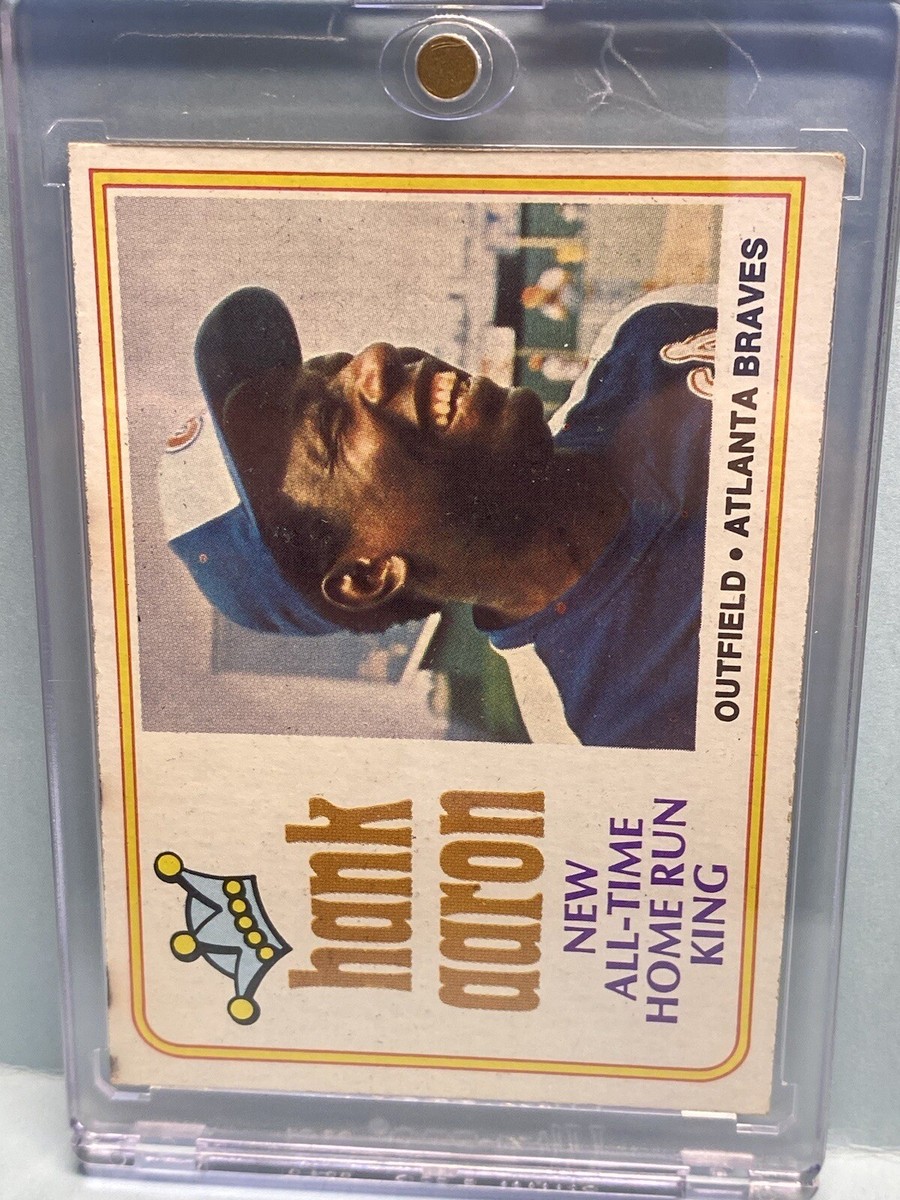 hank
aaron
NEW
ALL-TIME
HOME RUN
KING
OUTFIELD • ATLANTA BRAVES